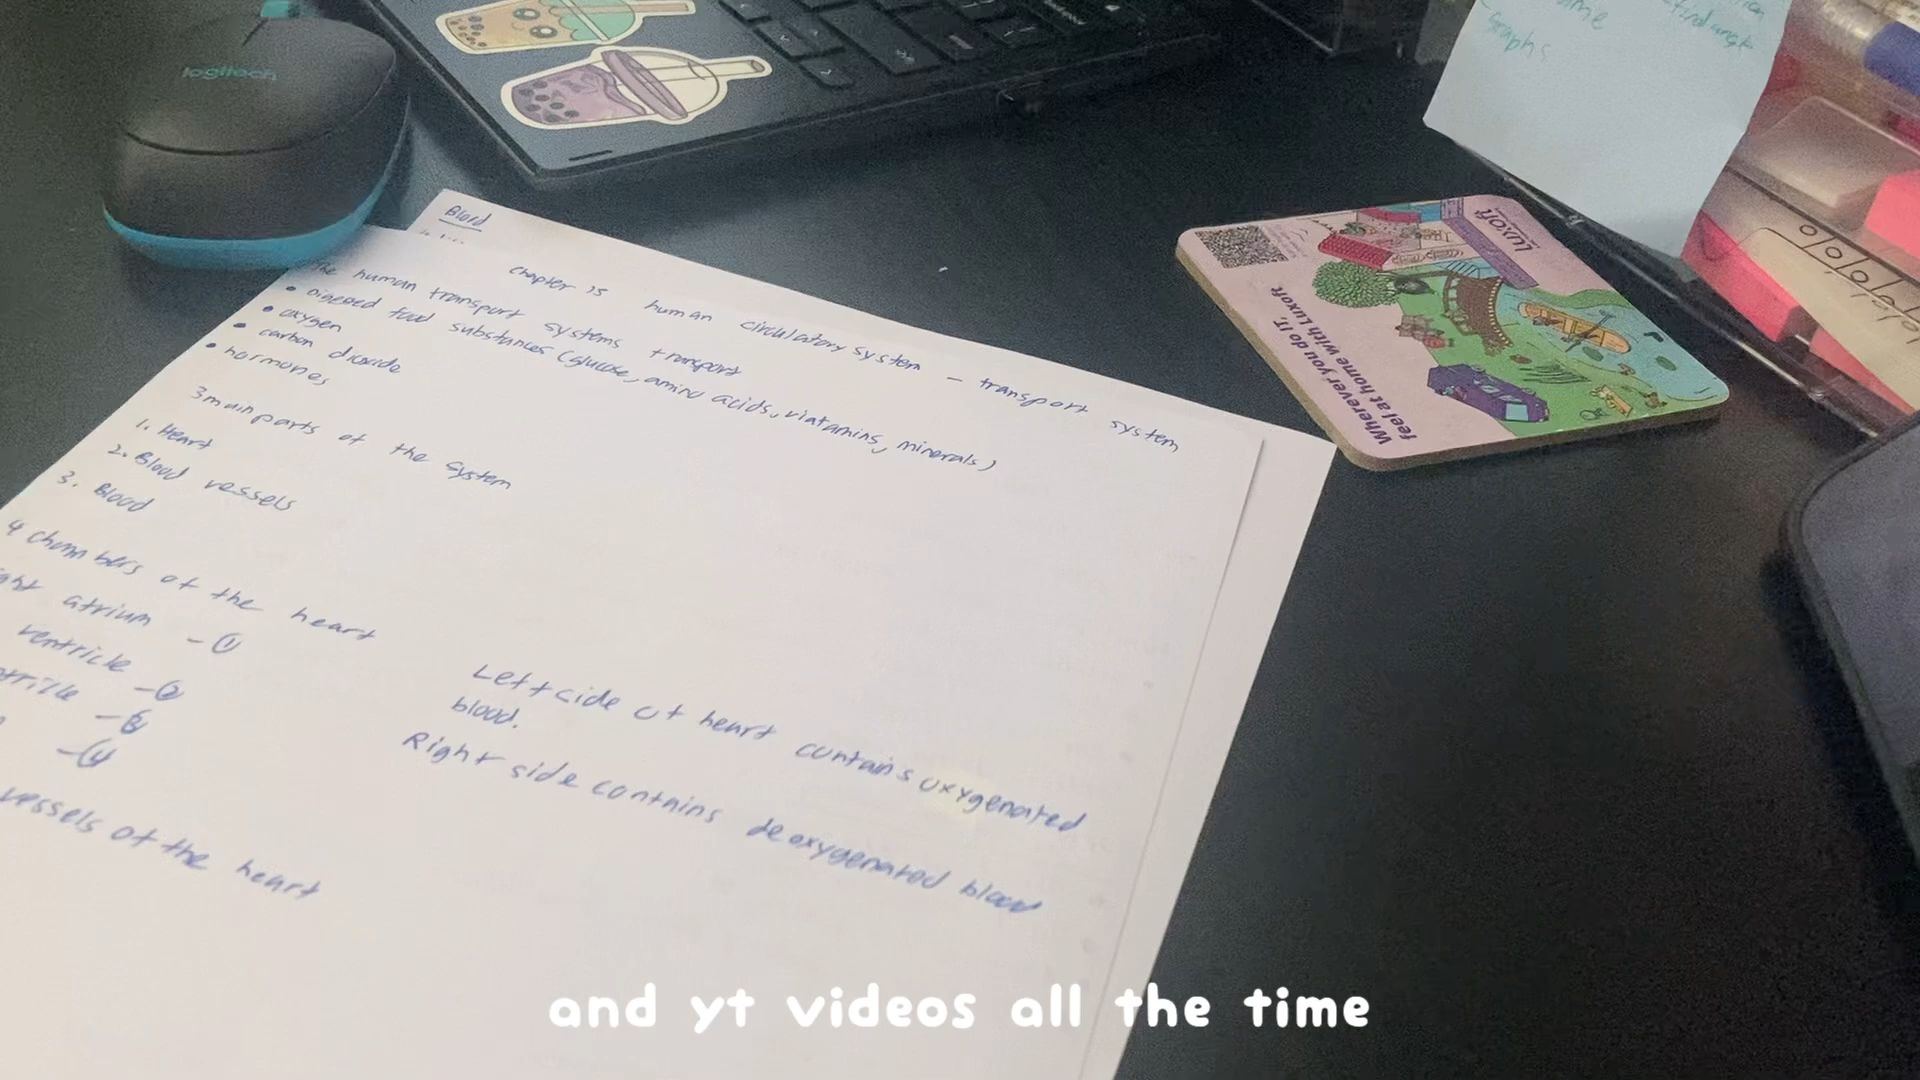 logitech
Blood
Chapter 15 human circulatory system - transport system
The human transport systems transport
• Digested food substances (glucose, amino acids, viatamins, minerals)
• oxygen
• carbon dioxide
• hormones
3 main parts of the system
1. Heart
2. Blood vessels
3. Blood
4 chambers of the heart
atrium - ①
ventricle - ②
- ③
- ④
vessels of the heart
Left side of heart contains oxygenated
blood.
Right side contains deoxygenated blood
graphs
Luxoft
Wherever you do IT,
feel at home with Luxoft
and yt videos all the time